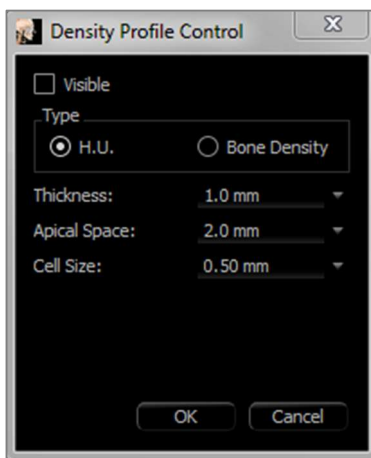 Density Profile Control
Visible
Type
H.U. Bone Density
Thickness: 1.0 mm
Apical Space: 2.0 mm
Cell Size: 0.50 mm
OK Cancel